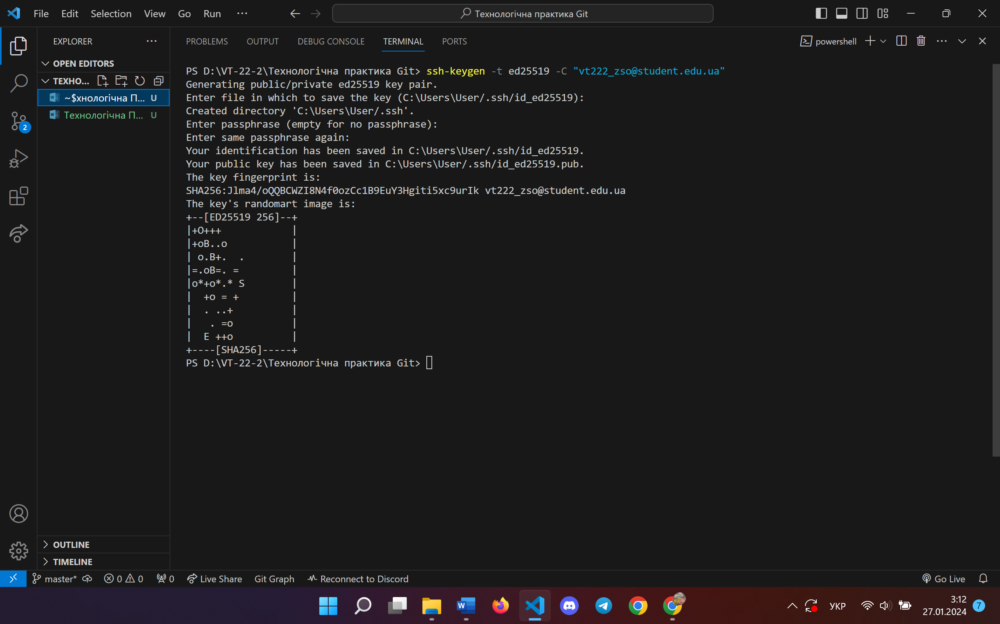 File Edit Selection View Go Run ···
Технологічна практика Git
EXPLORER ···
OPEN EDITORS
ТЕХНО...
~$хнологічна П... U
Технологічна П... U
2
OUTLINE
TIMELINE
PROBLEMS OUTPUT DEBUG CONSOLE TERMINAL PORTS
powershell
PS D:\VT-22-2\Технологічна практика Git> ssh-keygen -t ed25519 -C "vt222_zso@student.edu.ua"
Generating public/private ed25519 key pair.
Enter file in which to save the key (C:\Users\User/.ssh/id_ed25519):
Created directory 'C:\Users\User/.ssh'.
Enter passphrase (empty for no passphrase):
Enter same passphrase again:
Your identification has been saved in C:\Users\User/.ssh/id_ed25519.
Your public key has been saved in C:\Users\User/.ssh/id_ed25519.pub.
The key fingerprint is:
SHA256:Jlma4/oQQBCWZI8N4f0ozCc1B9EuY3Hgiti5xc9urIk vt222_zso@student.edu.ua
The key's randomart image is:
+--[ED25519 256]--+
|+O+++            |
|+oB..o           |
| o.B+.  .        |
|=.oB=. =         |
|o*+o*.* S        |
|  +o = +         |
|  . ..+          |
|   . =o          |
|  E ++o          |
+----[SHA256]-----+
PS D:\VT-22-2\Технологічна практика Git>
master* 0 0 0 Live Share Git Graph Reconnect to Discord Go Live
УКР
3:12
27.01.2024
7